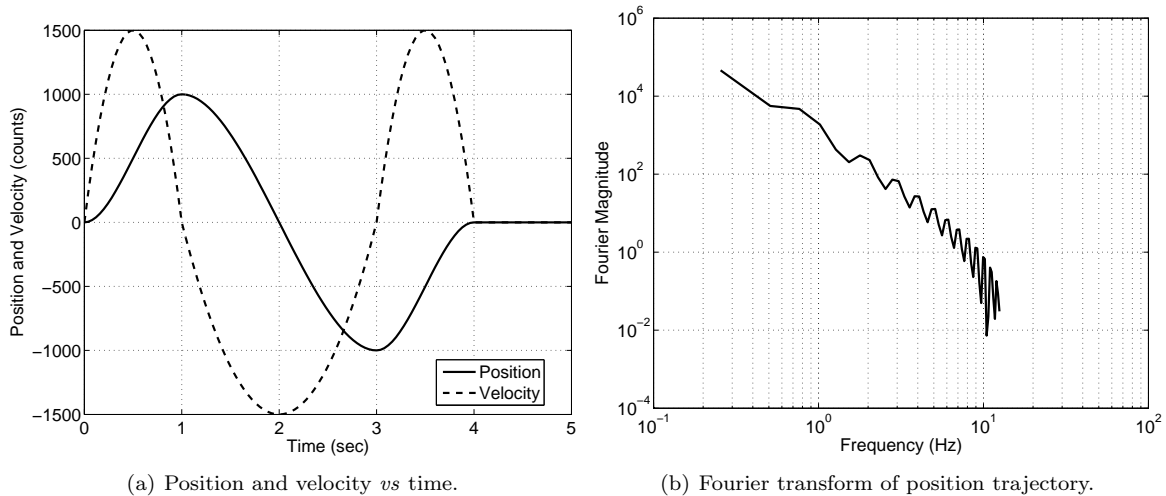 1500
1000
500
0
−500
−1000
−1500
0 1 2 3 4 5
Time (sec)
Position and Velocity (counts)
Position
Velocity
(a) Position and velocity vs time.
10^6
10^4
10^2
10^0
10^−2
10^−4
10^−1 10^0 10^1 10^2
Frequency (Hz)
Fourier Magnitude
(b) Fourier transform of position trajectory.